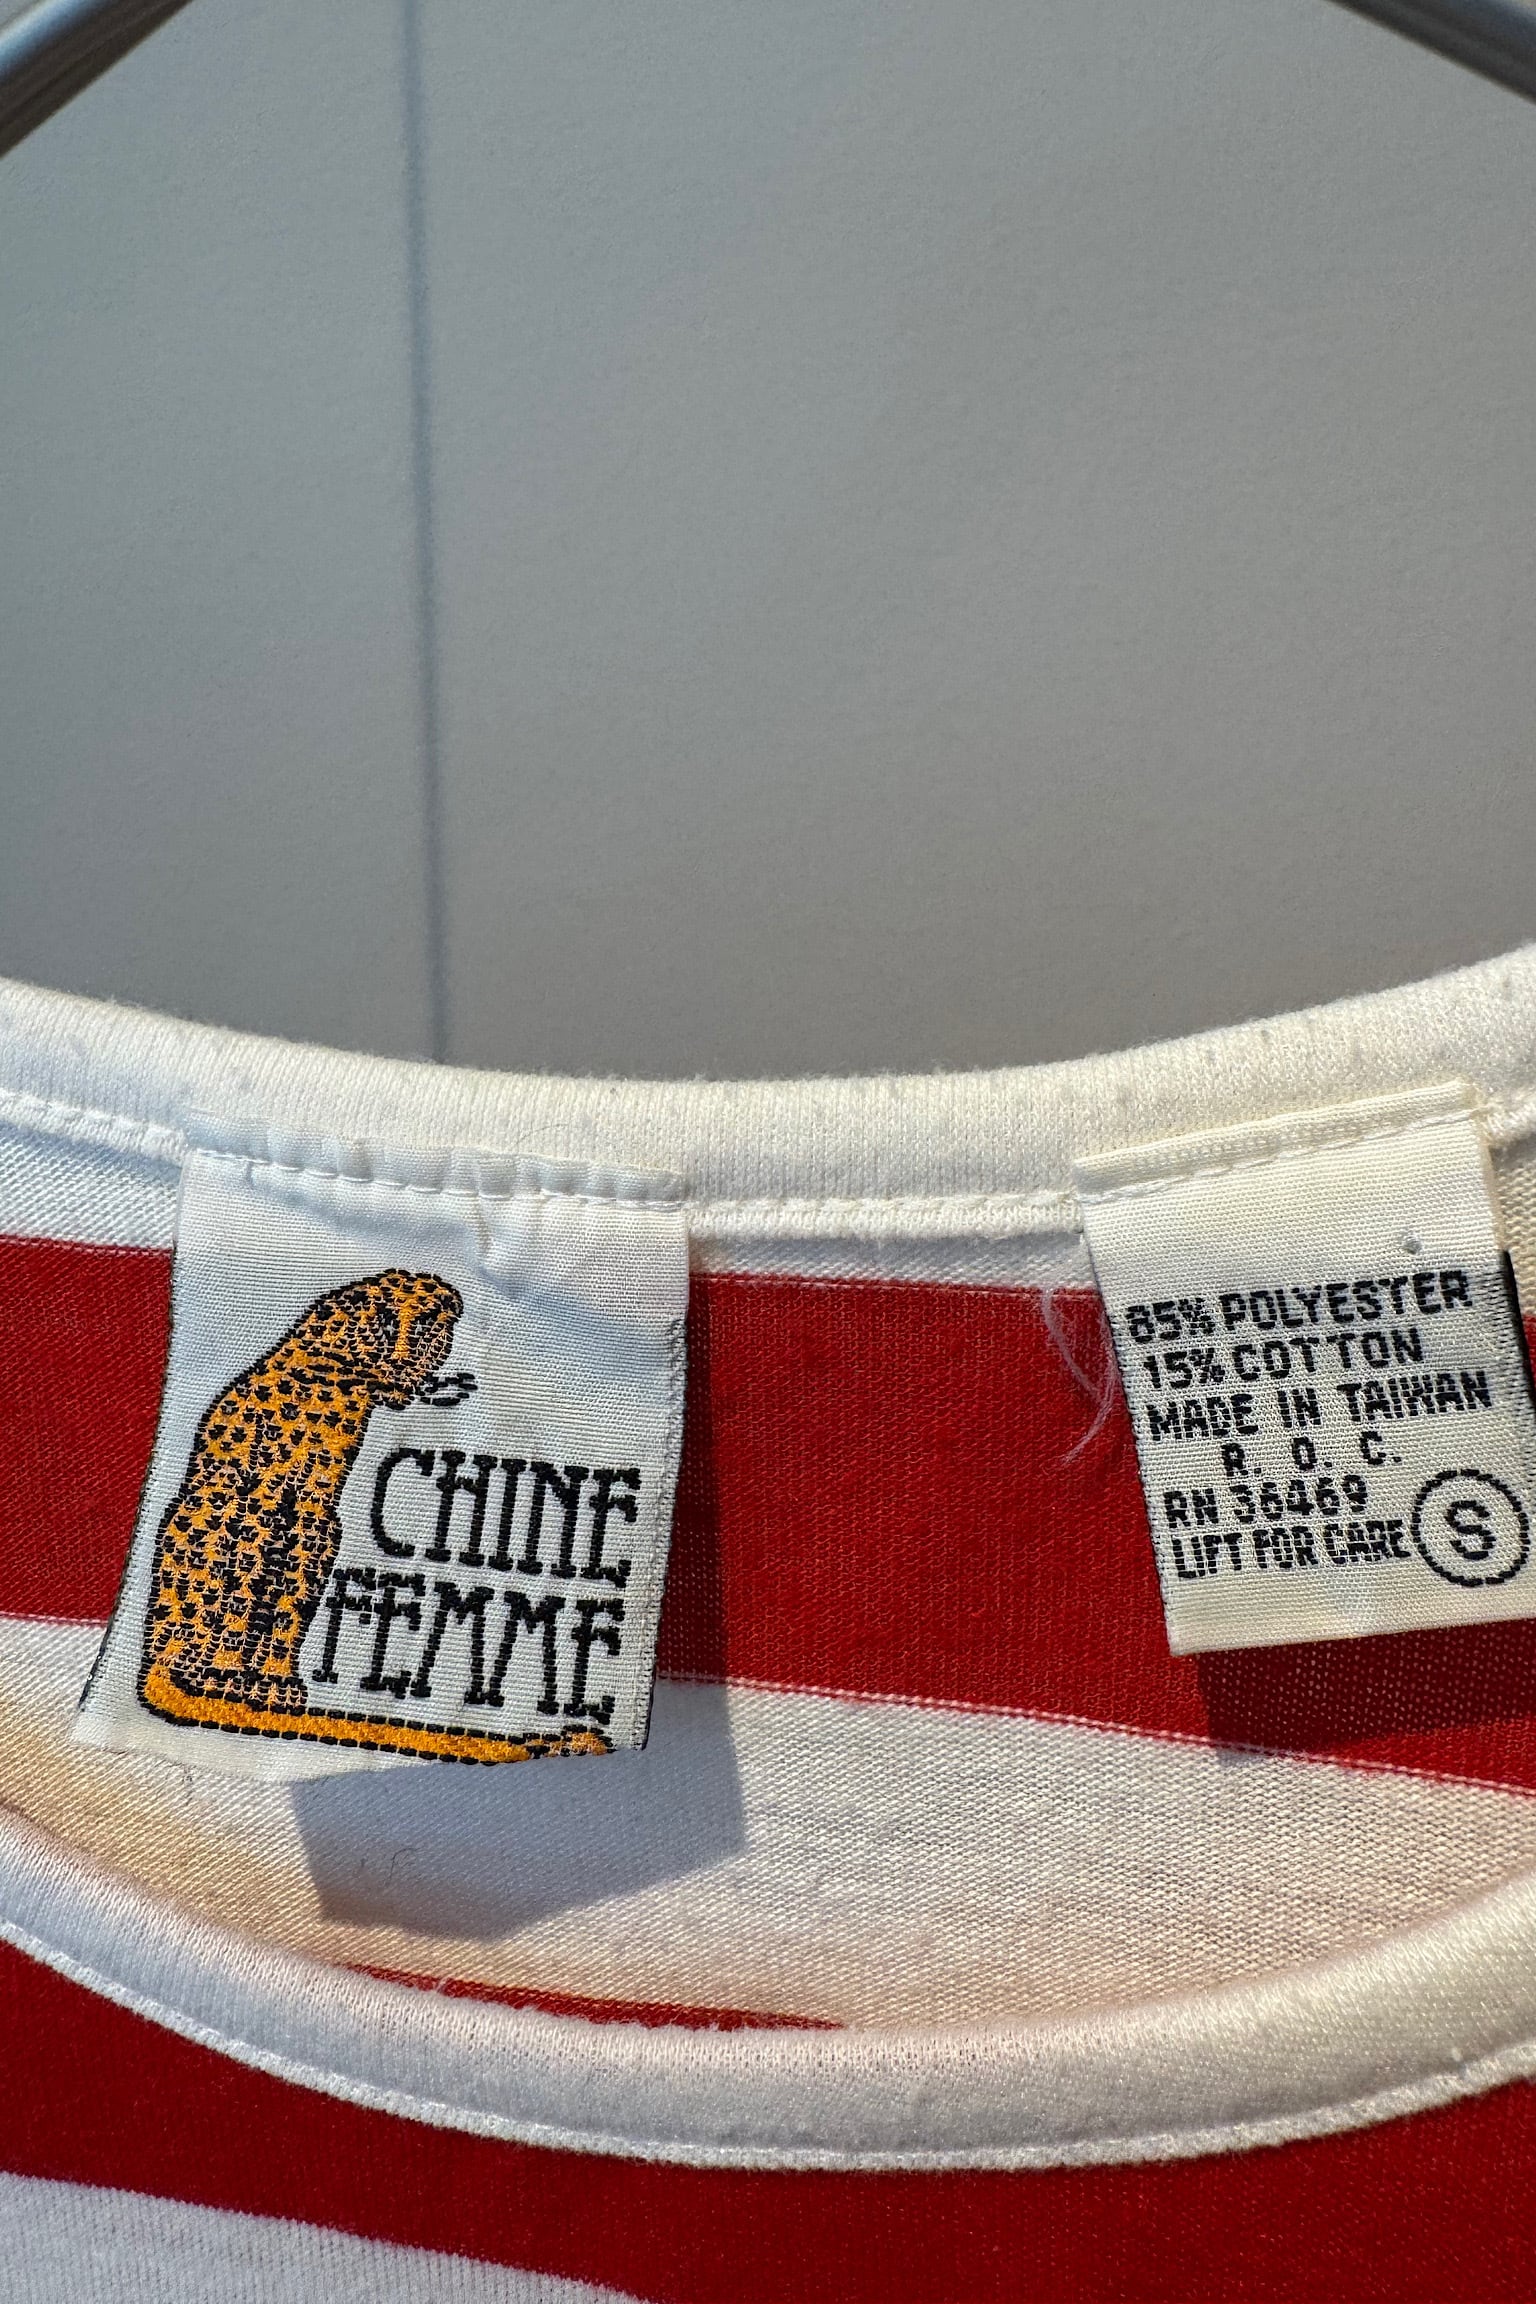 CHINE
FEMME
85% POLYESTER
15% COTTON
MADE IN TAIWAN
R. O. C.
RN 36469
LIFT FOR CARE
S